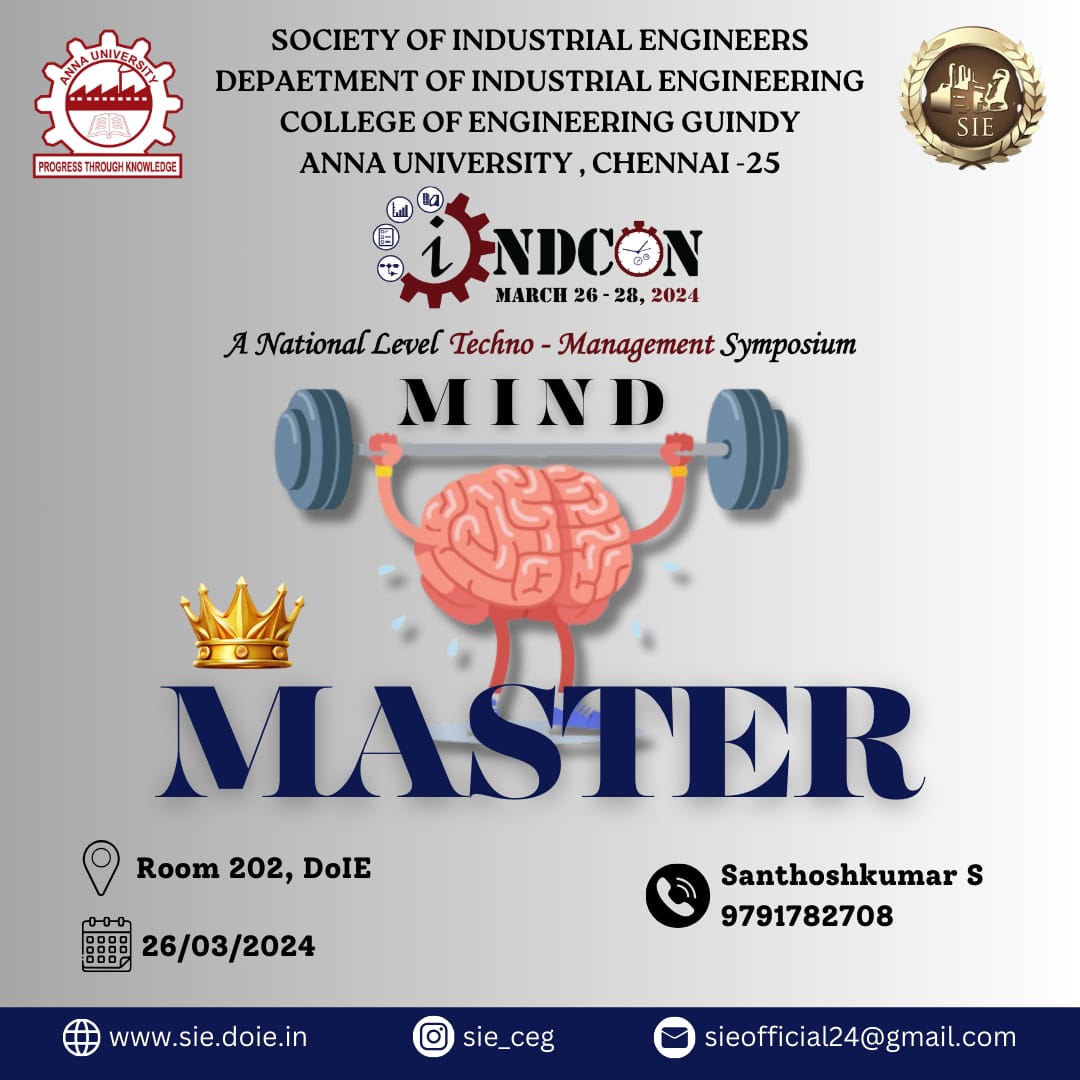 SOCIETY OF INDUSTRIAL ENGINEERS
DEPAETMENT OF INDUSTRIAL ENGINEERING
COLLEGE OF ENGINEERING GUINDY
ANNA UNIVERSITY , CHENNAI -25
ANNA UNIVERSITY
PROGRESS THROUGH KNOWLEDGE
SIE
iNDCON
MARCH 26 - 28, 2024
A National Level Techno - Management Symposium
MIND
MASTER
Room 202, DoIE
26/03/2024
Santhoshkumar S
9791782708
www.sie.doie.in
sie_ceg
sieofficial24@gmail.com